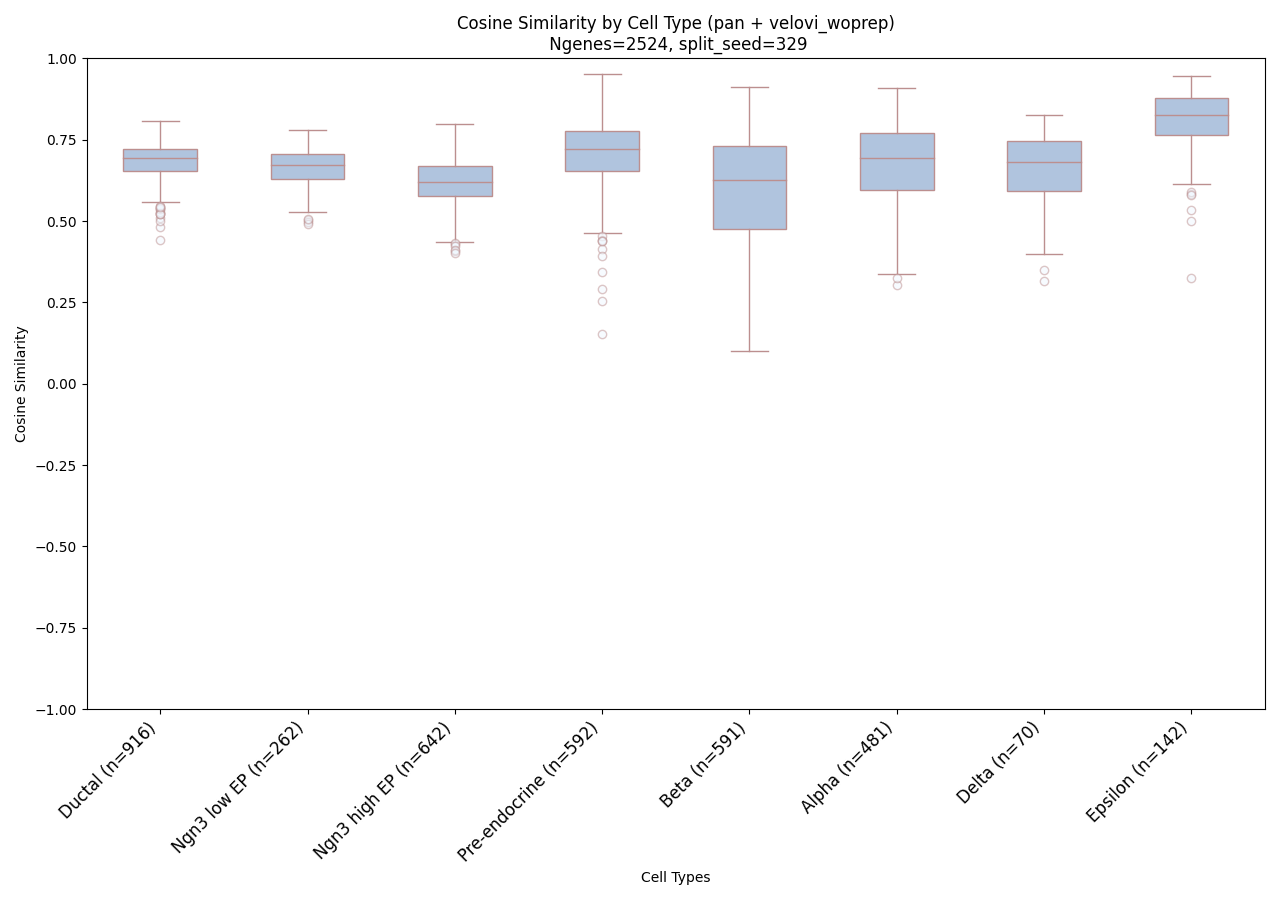 Cosine Similarity by Cell Type (pan + velovi_woprep)
Ngenes=2524, split_seed=329
1.00
0.75
0.50
0.25
0.00
−0.25
−0.50
−0.75
−1.00
Cosine Similarity
Ductal (n=916)
Ngn3 low EP (n=262)
Ngn3 high EP (n=642)
Pre-endocrine (n=592)
Beta (n=591)
Alpha (n=481)
Delta (n=70)
Epsilon (n=142)
Cell Types